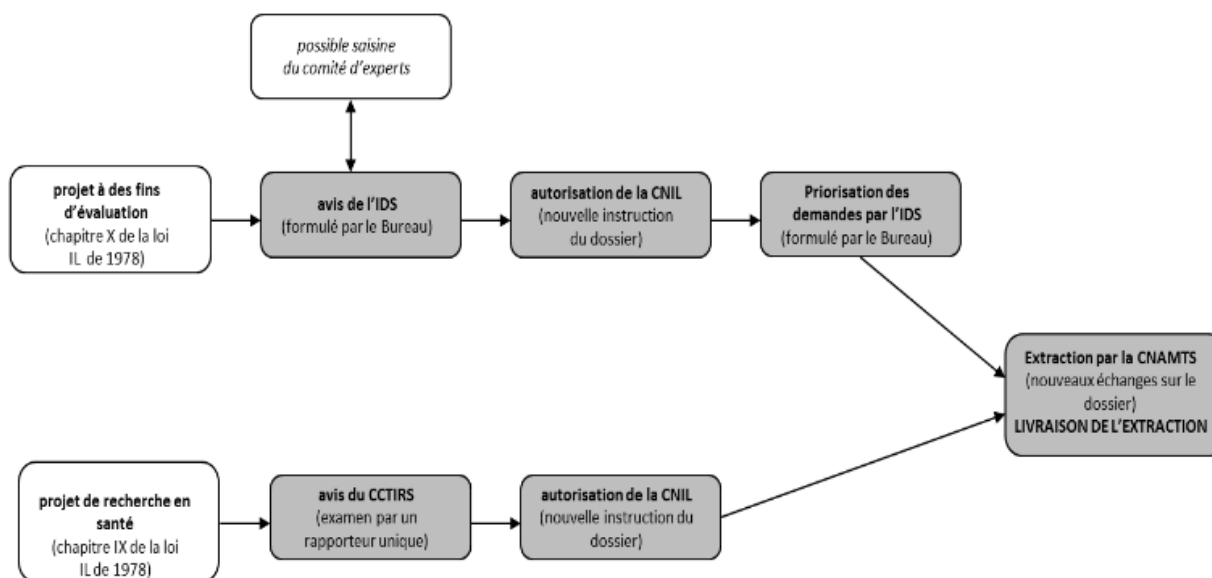 possible saisine
du comité d'experts
projet à des fins
d'évaluation
(chapitre X de la loi
IL de 1978)
avis de l'IDS
(formulé par le Bureau)
autorisation de la CNIL
(nouvelle instruction
du dossier)
Priorisation des
demandes par l'IDS
(formulé par le Bureau)
Extraction par la CNAMTS
(nouveaux échanges sur le
dossier)
LIVRAISON DE L'EXTRACTION
projet de recherche en
santé
(chapitre IX de la loi
IL de 1978)
avis du CCTIRS
(examen par un
rapporteur unique)
autorisation de la CNIL
(nouvelle instruction du
dossier)